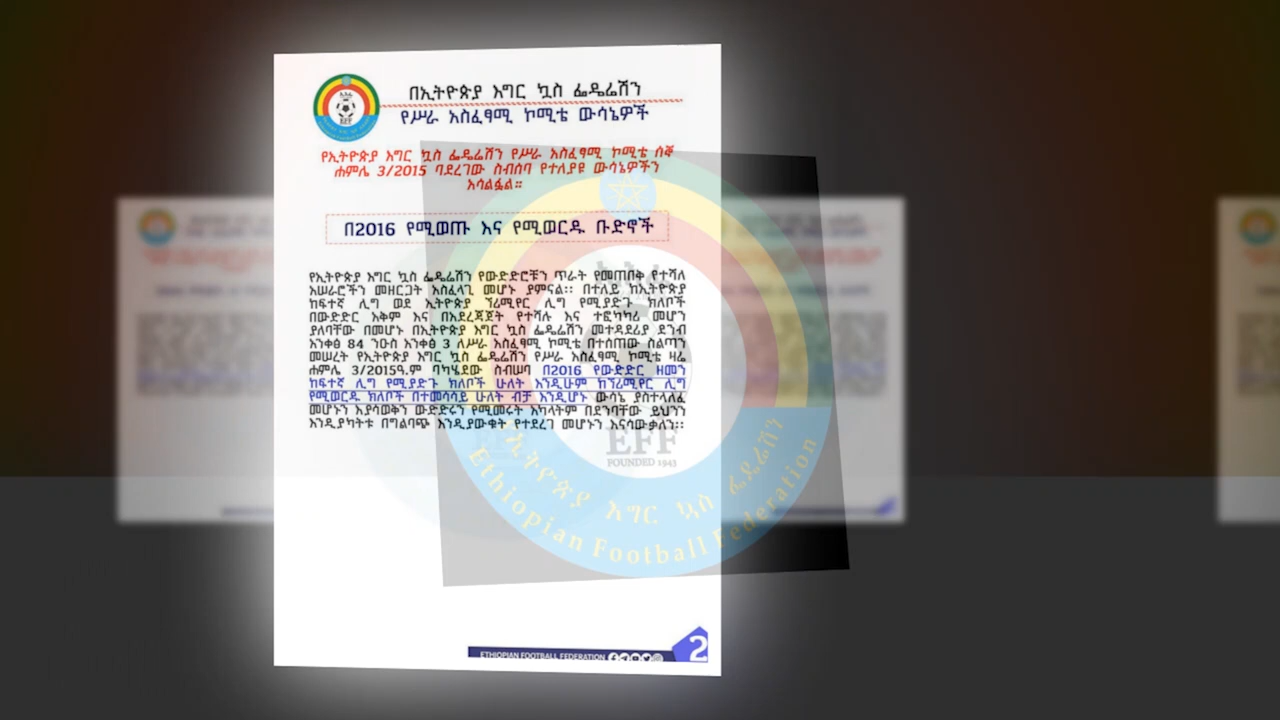 በኢትዮጵያ እግር ኳስ ፌዴሬሽን
የሥራ አስፈፃሚ ኮሚቴ ውሳኔዎች
የኢትዮጵያ እግር ኳስ ፌዴሬሽን የሥራ አስፈፃሚ ኮሚቴ ሰኞ
ሐምሌ 3/2015 ባደረገው ስብሰባ የተለያዩ ውሳኔዎችን
አሳልፏል።
በ2016 የሚወጡ እና የሚወርዱ ቡድኖች
የኢትዮጵያ እግር ኳስ ፌዴሬሽን የውድድሮቹን ጥራት የመጠበቅ የተሻለ
አሠራሮችን መዘርጋት አስፈላጊ መሆኑ ያምናል። በተለይ ከኢትዮጵያ
ከፍተኛ ሊግ ወደ ኢትዮጵያ ፕሪሚየር ሊግ የሚያድጉ ክለቦች
በውድድር አቅም እና በአደረጃጀት የተሻሉ እና ተፎካካሪ መሆን
ያለባቸው በመሆኑ በኢትዮጵያ እግር ኳስ ፌዴሬሽን መተዳደሪያ ደንብ
አንቀፅ 84 ንዑስ አንቀፅ 3 ለሥራ አስፈፃሚ ኮሚቴ በተሰጠው ስልጣን
መሠረት የኢትዮጵያ እግር ኳስ ፌዴሬሽን የሥራ አስፈፃሚ ኮሚቴ ዛሬ
ሐምሌ 3/2015ዓ.ም ባካሄደው ስብሠባ በ2016 የውድድር ዘመን
ከፍተኛ ሊግ የሚያድጉ ክለቦች ሁለት እንዲሁም ከፕሪሚየር ሊግ
የሚወርዱ ክለቦች በተመሳሳይ ሁለት ብቻ እንዲሆኑ ውሳኔ ያስተላለፈ
መሆኑን እያሳወቅን ውድድሩን የሚመሩት አካላትም በደንባቸው ይህንን
እንዲያካትቱ በግልባጭ እንዲያውቁት የተደረገ መሆኑን እናሳውቃለን።
EFF
FOUNDED 1943
ኢትዮጵያ እግር ኳስ ፌዴሬሽን
Ethiopian Football Federation
ETHIOPIAN FOOTBALL FEDERATION
2